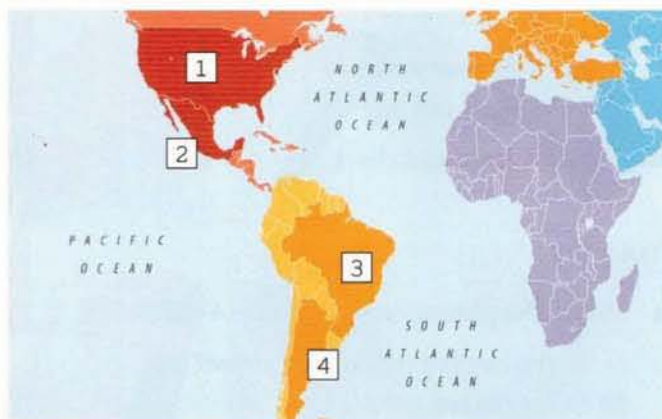 1
NORTH
ATLANTIC
OCEAN
2
PACIFIC
OCEAN
3
SOUTH
ATLANTIC
OCEAN
4